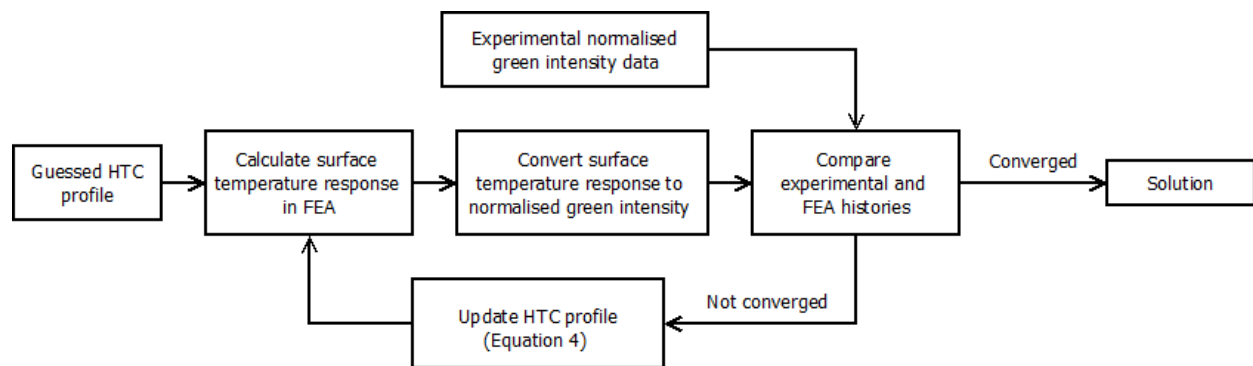 Experimental normalised
green intensity data
Guessed HTC
profile
Calculate surface
temperature response
in FEA
Convert surface
temperature response to
normalised green intensity
Compare
experimental and
FEA histories
Converged
Solution
Update HTC profile
(Equation 4)
Not converged